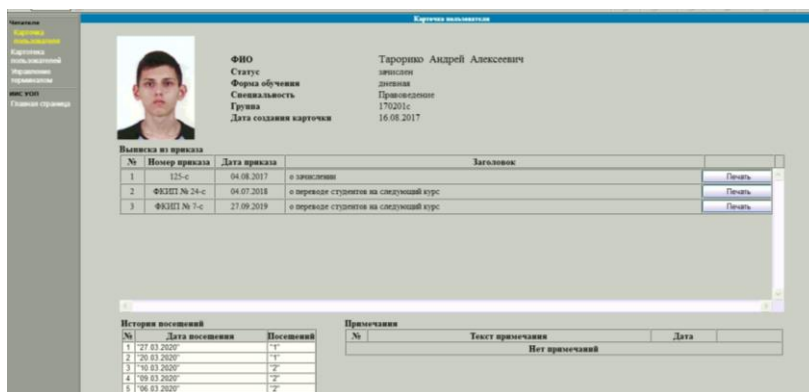 Карточка пользователя
Читатели
Карточка пользователя
Картотека пользователей
Управление терминалом
ИИС УОП
Главная страница
ФИО Тарорико Андрей Алексеевич
Статус зачислен
Форма обучения дневная
Специальность Правоведение
Группа 170201с
Дата создания карточки 16.08.2017
Выписка из приказа
№ Номер приказа Дата приказа Заголовок
1 125-с 04.08.2017 о зачислении Печать
2 ФКИП № 24-с 04.07.2018 о переводе студентов на следующий курс Печать
3 ФКИП № 7-с 27.09.2019 о переводе студентов на следующий курс Печать
История посещений Примечания
№ Дата посещения Посещений № Текст примечания Дата
1 "27.03.2020" "1" Нет примечаний
2 "20.03.2020" "1"
3 "10.03.2020" "2"
4 "09.03.2020" "2"
5 "06.03.2020" "2"